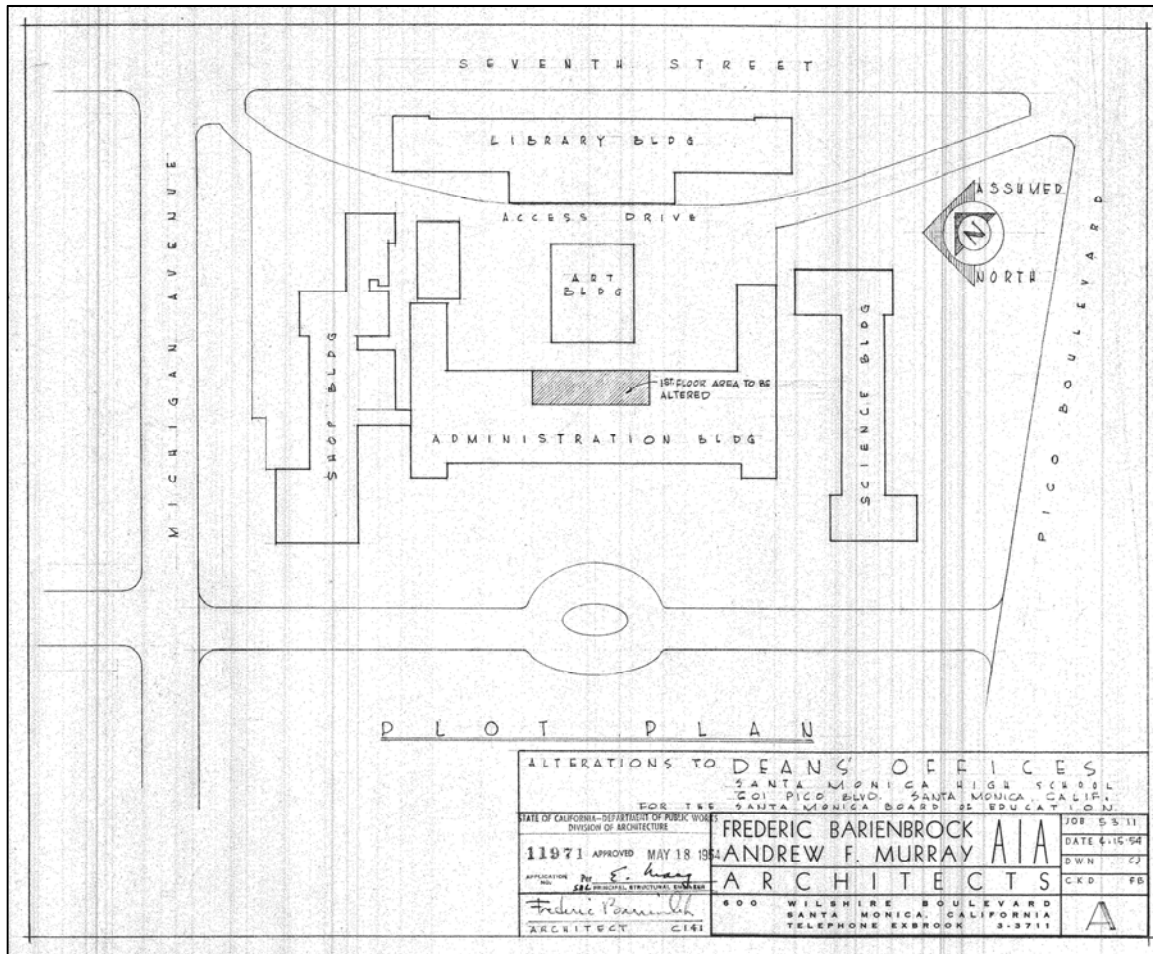 SEVENTH STREET
LIBRARY BLDG
ACCESS DRIVE
MICHIGAN AVENUE
ASSUMED
N
NORTH
PICO BOULEVARD
ART
BLDG
SHOP BLDG
1ST FLOOR AREA TO BE
ALTERED
ADMINISTRATION BLDG
SCIENCE BLDG
PLOT PLAN
ALTERATIONS TO DEANS' OFFICES
SANTA MONICA HIGH SCHOOL
601 PICO BLVD. SANTA MONICA, CALIF.
FOR THE SANTA MONICA BOARD OF EDUCATION
STATE OF CALIFORNIA—DEPARTMENT OF PUBLIC WORKS
DIVISION OF ARCHITECTURE
11971 APPROVED MAY 18 1954
APPLICATION
NO.
Per
PRINCIPAL STRUCTURAL ENGINEER
Frederic Barienbrock
ARCHITECT C141
FREDERIC BARIENBROCK
ANDREW F. MURRAY
AIA
ARCHITECTS
600 WILSHIRE BOULEVARD
SANTA MONICA, CALIFORNIA
TELEPHONE EXBROOK 3-3711
JOB 5311
DATE 4·15·54
DWN CJ
CKD FB
A